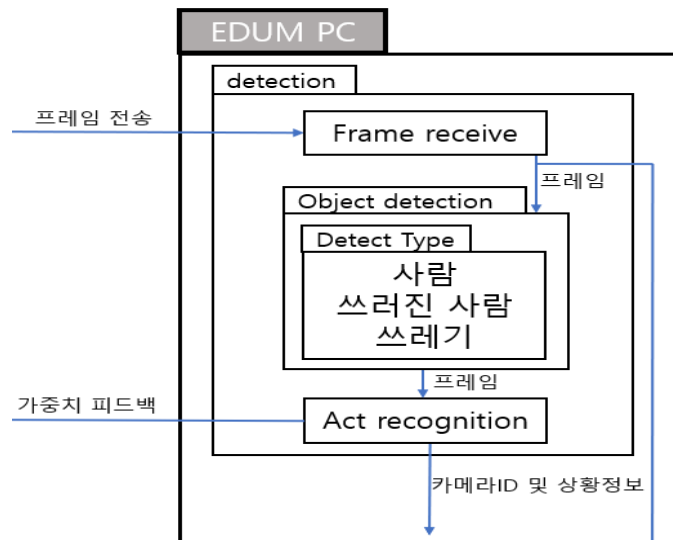 EDUM PC
detection
프레임 전송
Frame receive
프레임
Object detection
Detect Type
사람
쓰러진 사람
쓰레기
프레임
가중치 피드백
Act recognition
카메라ID 및 상황정보